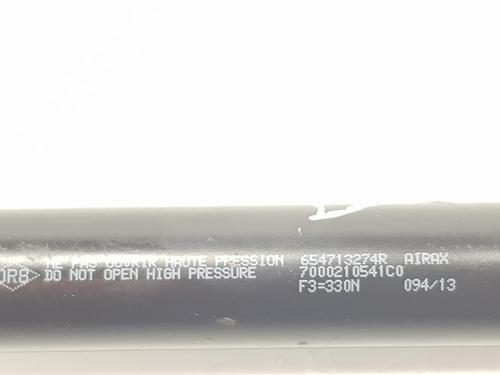 NE PAS OUVRIR HAUTE PRESSION 654713274R AIRAX
DO NOT OPEN HIGH PRESSURE 7000210541C0
F3=330N 094/13